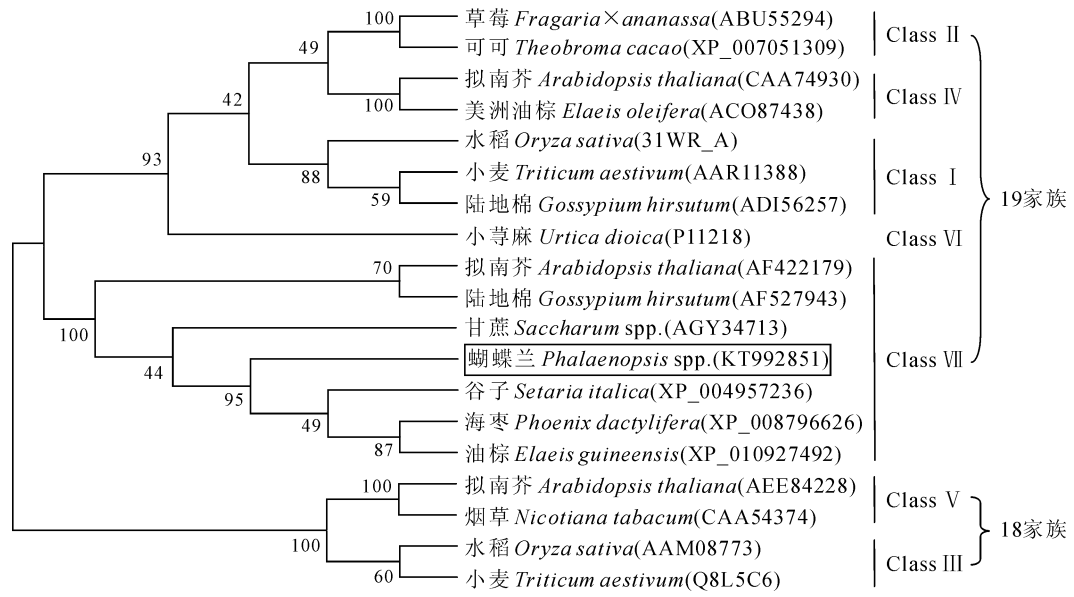 100
草莓 Fragaria×ananassa(ABU55294)
可可 Theobroma cacao(XP_007051309)
Class Ⅱ
49
拟南芥 Arabidopsis thaliana(CAA74930)
100
美洲油棕 Elaeis oleifera(ACO87438)
Class Ⅳ
42
水稻 Oryza sativa(31WR_A)
93
88
小麦 Triticum aestivum(AAR11388)
59
陆地棉 Gossypium hirsutum(ADI56257)
Class Ⅰ
19家族
小荨麻 Urtica dioica(P11218)
Class Ⅵ
70
拟南芥 Arabidopsis thaliana(AF422179)
陆地棉 Gossypium hirsutum(AF527943)
100
甘蔗 Saccharum spp.(AGY34713)
44
蝴蝶兰 Phalaenopsis spp.(KT992851)
Class Ⅶ
95
谷子 Setaria italica(XP_004957236)
49
海枣 Phoenix dactylifera(XP_008796626)
87
油棕 Elaeis guineensis(XP_010927492)
100
拟南芥 Arabidopsis thaliana(AEE84228)
烟草 Nicotiana tabacum(CAA54374)
Class Ⅴ
18家族
100
水稻 Oryza sativa(AAM08773)
60
小麦 Triticum aestivum(Q8L5C6)
Class Ⅲ